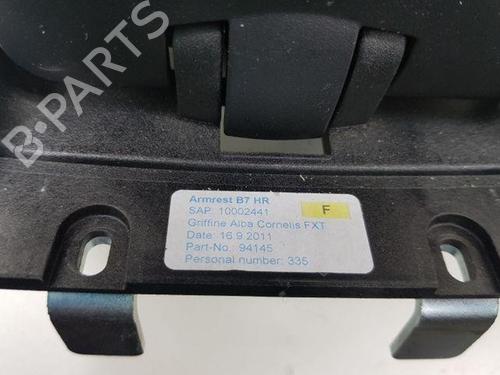 B-PARTS
Armrest B7 HR
SAP: 10002441
F
Griffine Alba Cornelis FXT
Date: 16.9.2011
Part-No.: 94145
Personal number: 335